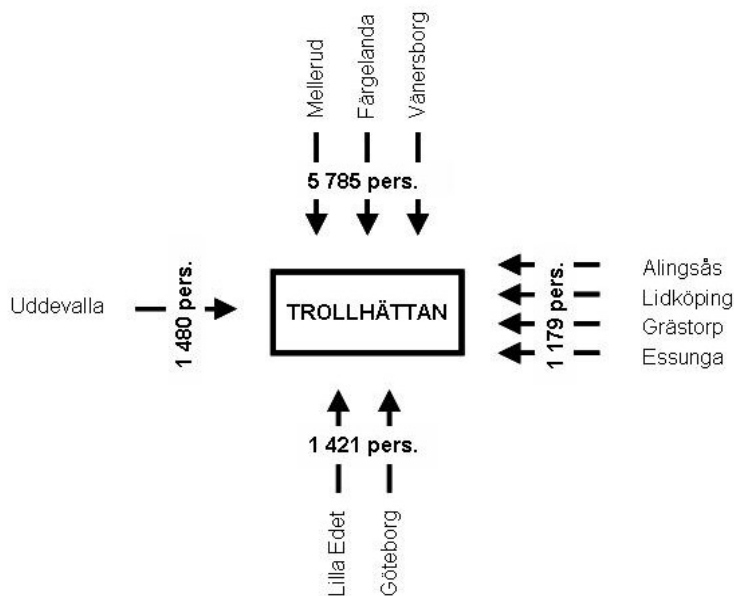 Mellerud
Färgelanda
Vänersborg
5 785 pers.
Uddevalla
1 480 pers.
TROLLHÄTTAN
1 179 pers.
Alingsås
Lidköping
Grästorp
Essunga
1 421 pers.
Lilla Edet
Göteborg